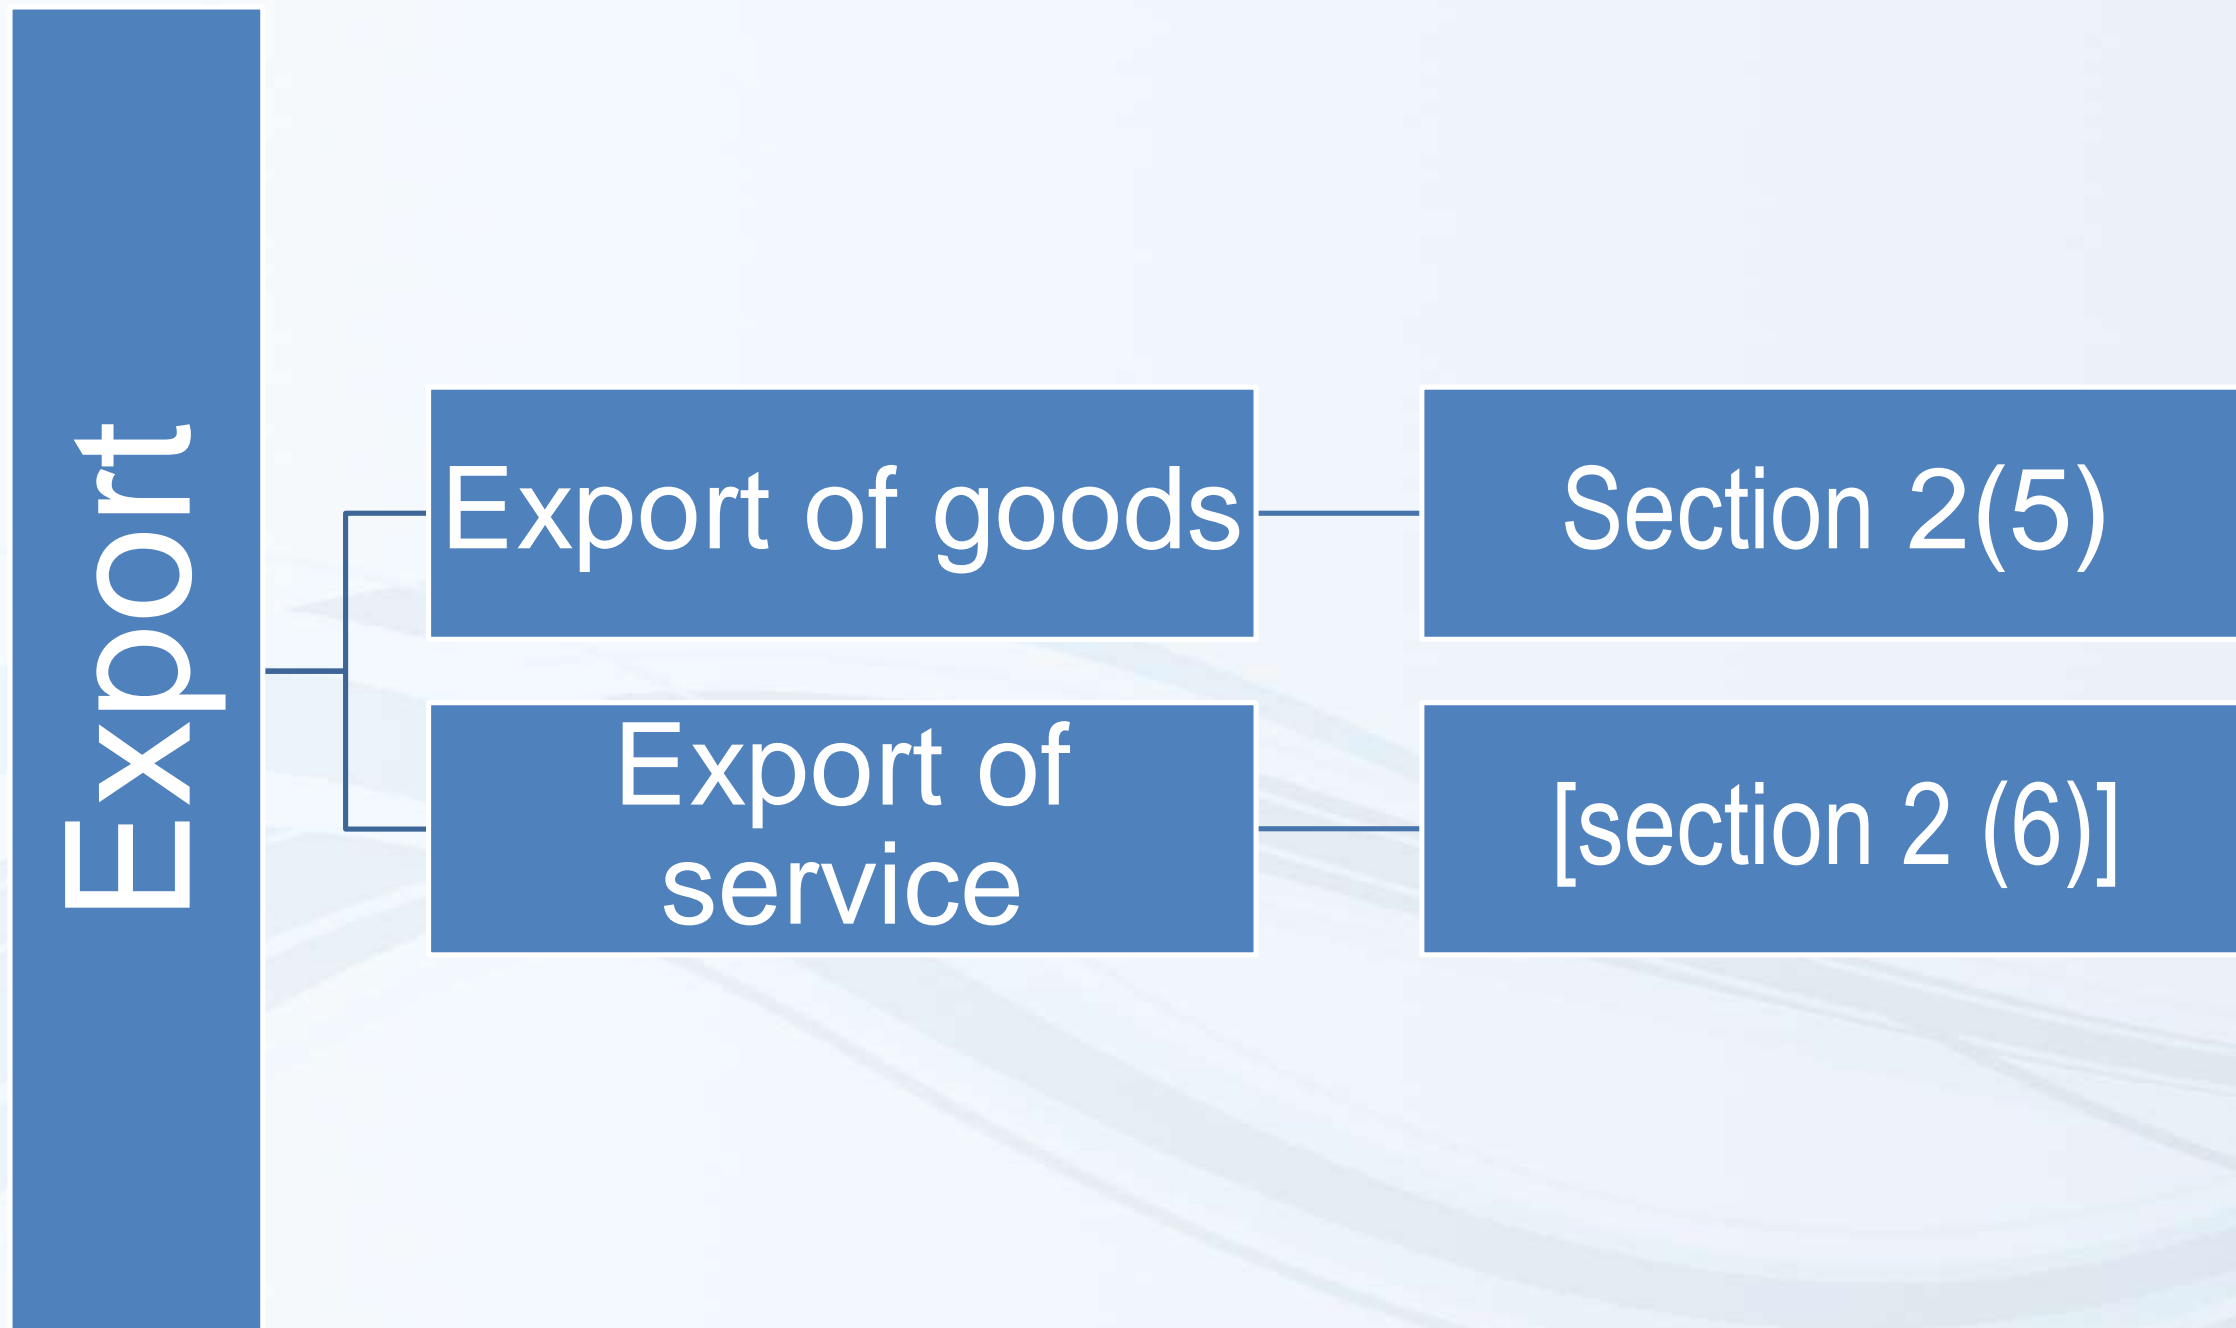 Export
Export of goods
Section 2(5)
Export of
service
[section 2 (6)]